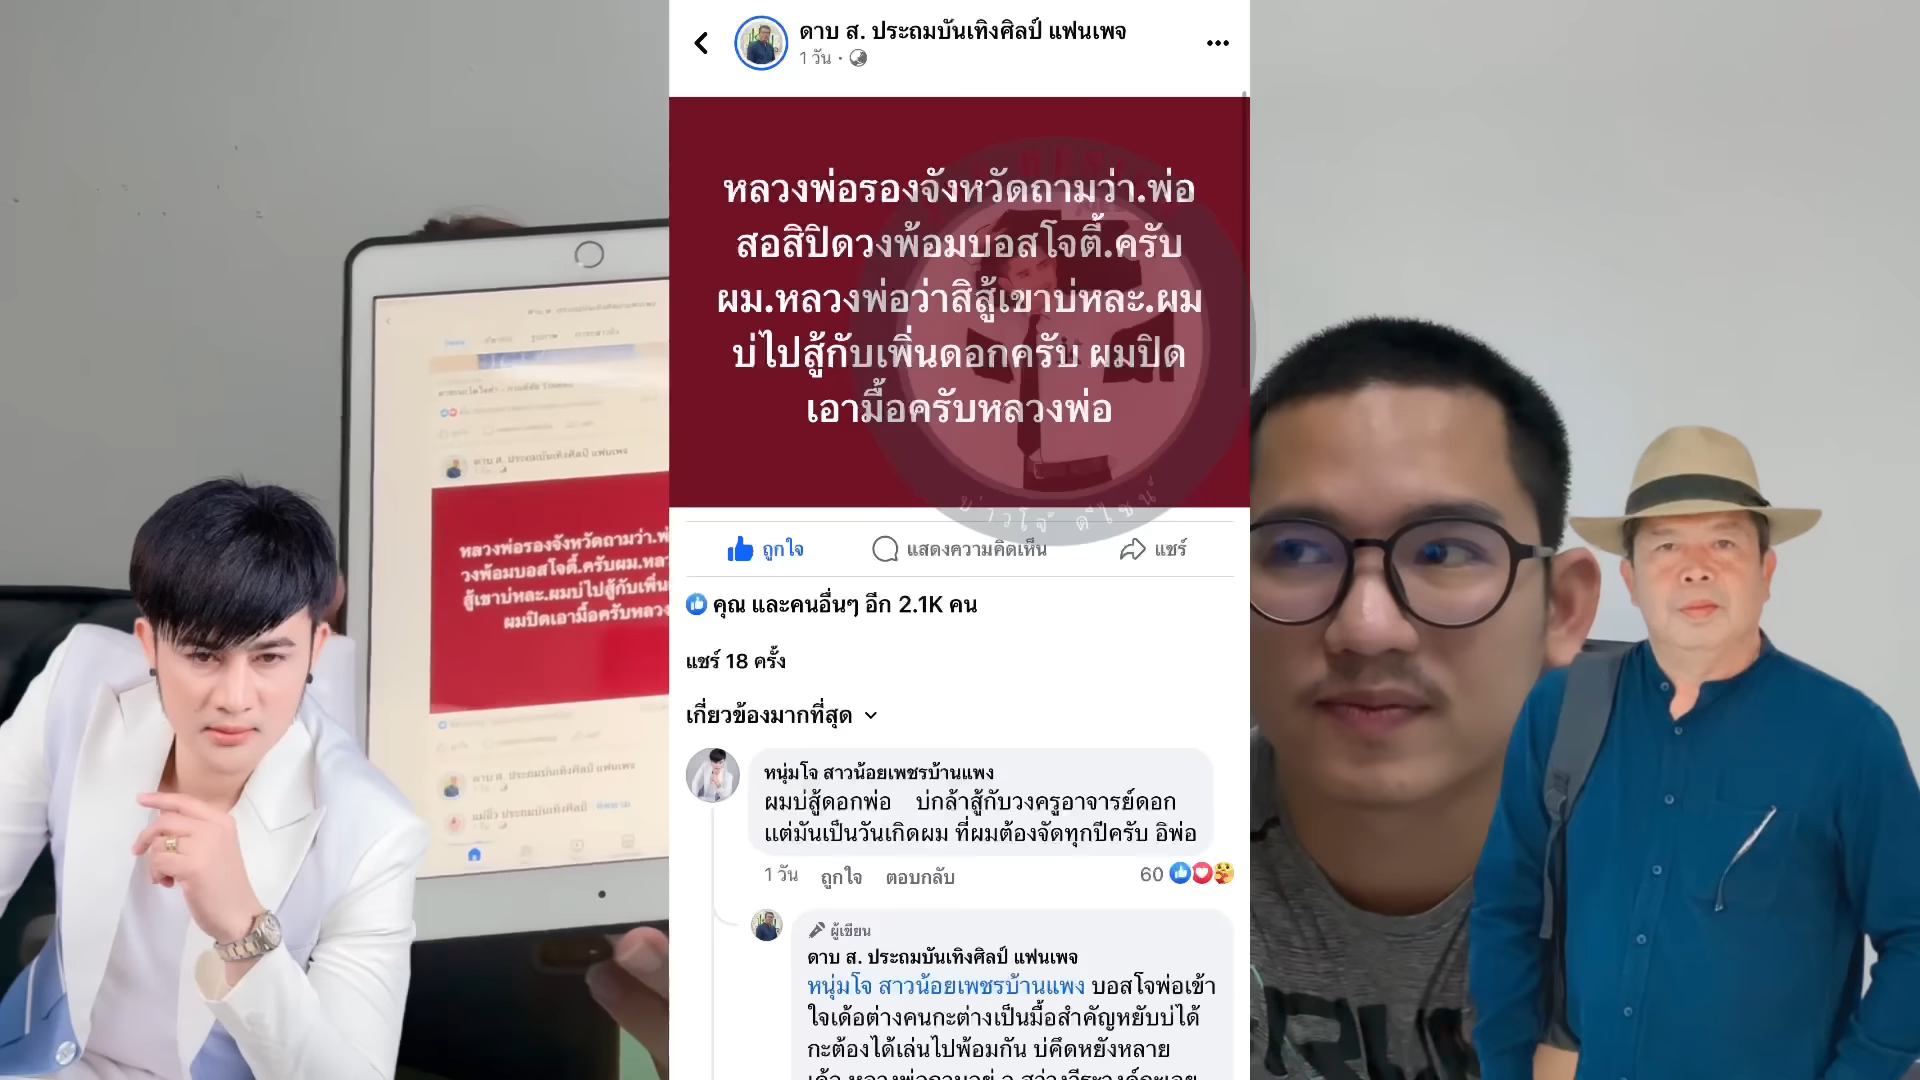 ดาบ ส. ประถมบันเทิงศิลป์ แฟนเพจ
1 วัน ·
หลวงพ่อรองจังหวัดถามว่า.พ่อ
สอสิปิดวงพ้อมบอสโจตี้.ครับ
ผม.หลวงพ่อว่าสิสู้เขาบ่หละ.ผม
บ่ไปสู้กับเพิ่นดอกครับ ผมปิด
เอามื้อครับหลวงพ่อ
ถูกใจ
แสดงความคิดเห็น
แชร์
คุณ และคนอื่นๆ อีก 2.1K คน
แชร์ 18 ครั้ง
เกี่ยวข้องมากที่สุด
หนุ่มโจ สาวน้อยเพชรบ้านแพง
ผมบ่สู้ดอกพ่อ บ่กล้าสู้กับวงครูอาจารย์ดอก
แต่มันเป็นวันเกิดผม ที่ผมต้องจัดทุกปีครับ อิพ่อ
1 วัน ถูกใจ ตอบกลับ 60
ผู้เขียน
ดาบ ส. ประถมบันเทิงศิลป์ แฟนเพจ
หนุ่มโจ สาวน้อยเพชรบ้านแพง บอสโจพ่อเข้า
ใจเด้อต่างคนกะต่างเป็นมื้อสำคัญหยับบ่ได้
กะต้องได้เล่นไปพ้อมกัน บ่คึดหยังหลาย
หลวงพ่อรองจังหวัดถามว่า.
วงพ้อมบอสโจตี้.ครับผม.
สู้เขาบ่หละ.ผมบ่ไปสู้กับเพิ่น
ผมปิดเอามื้อครับหลวง